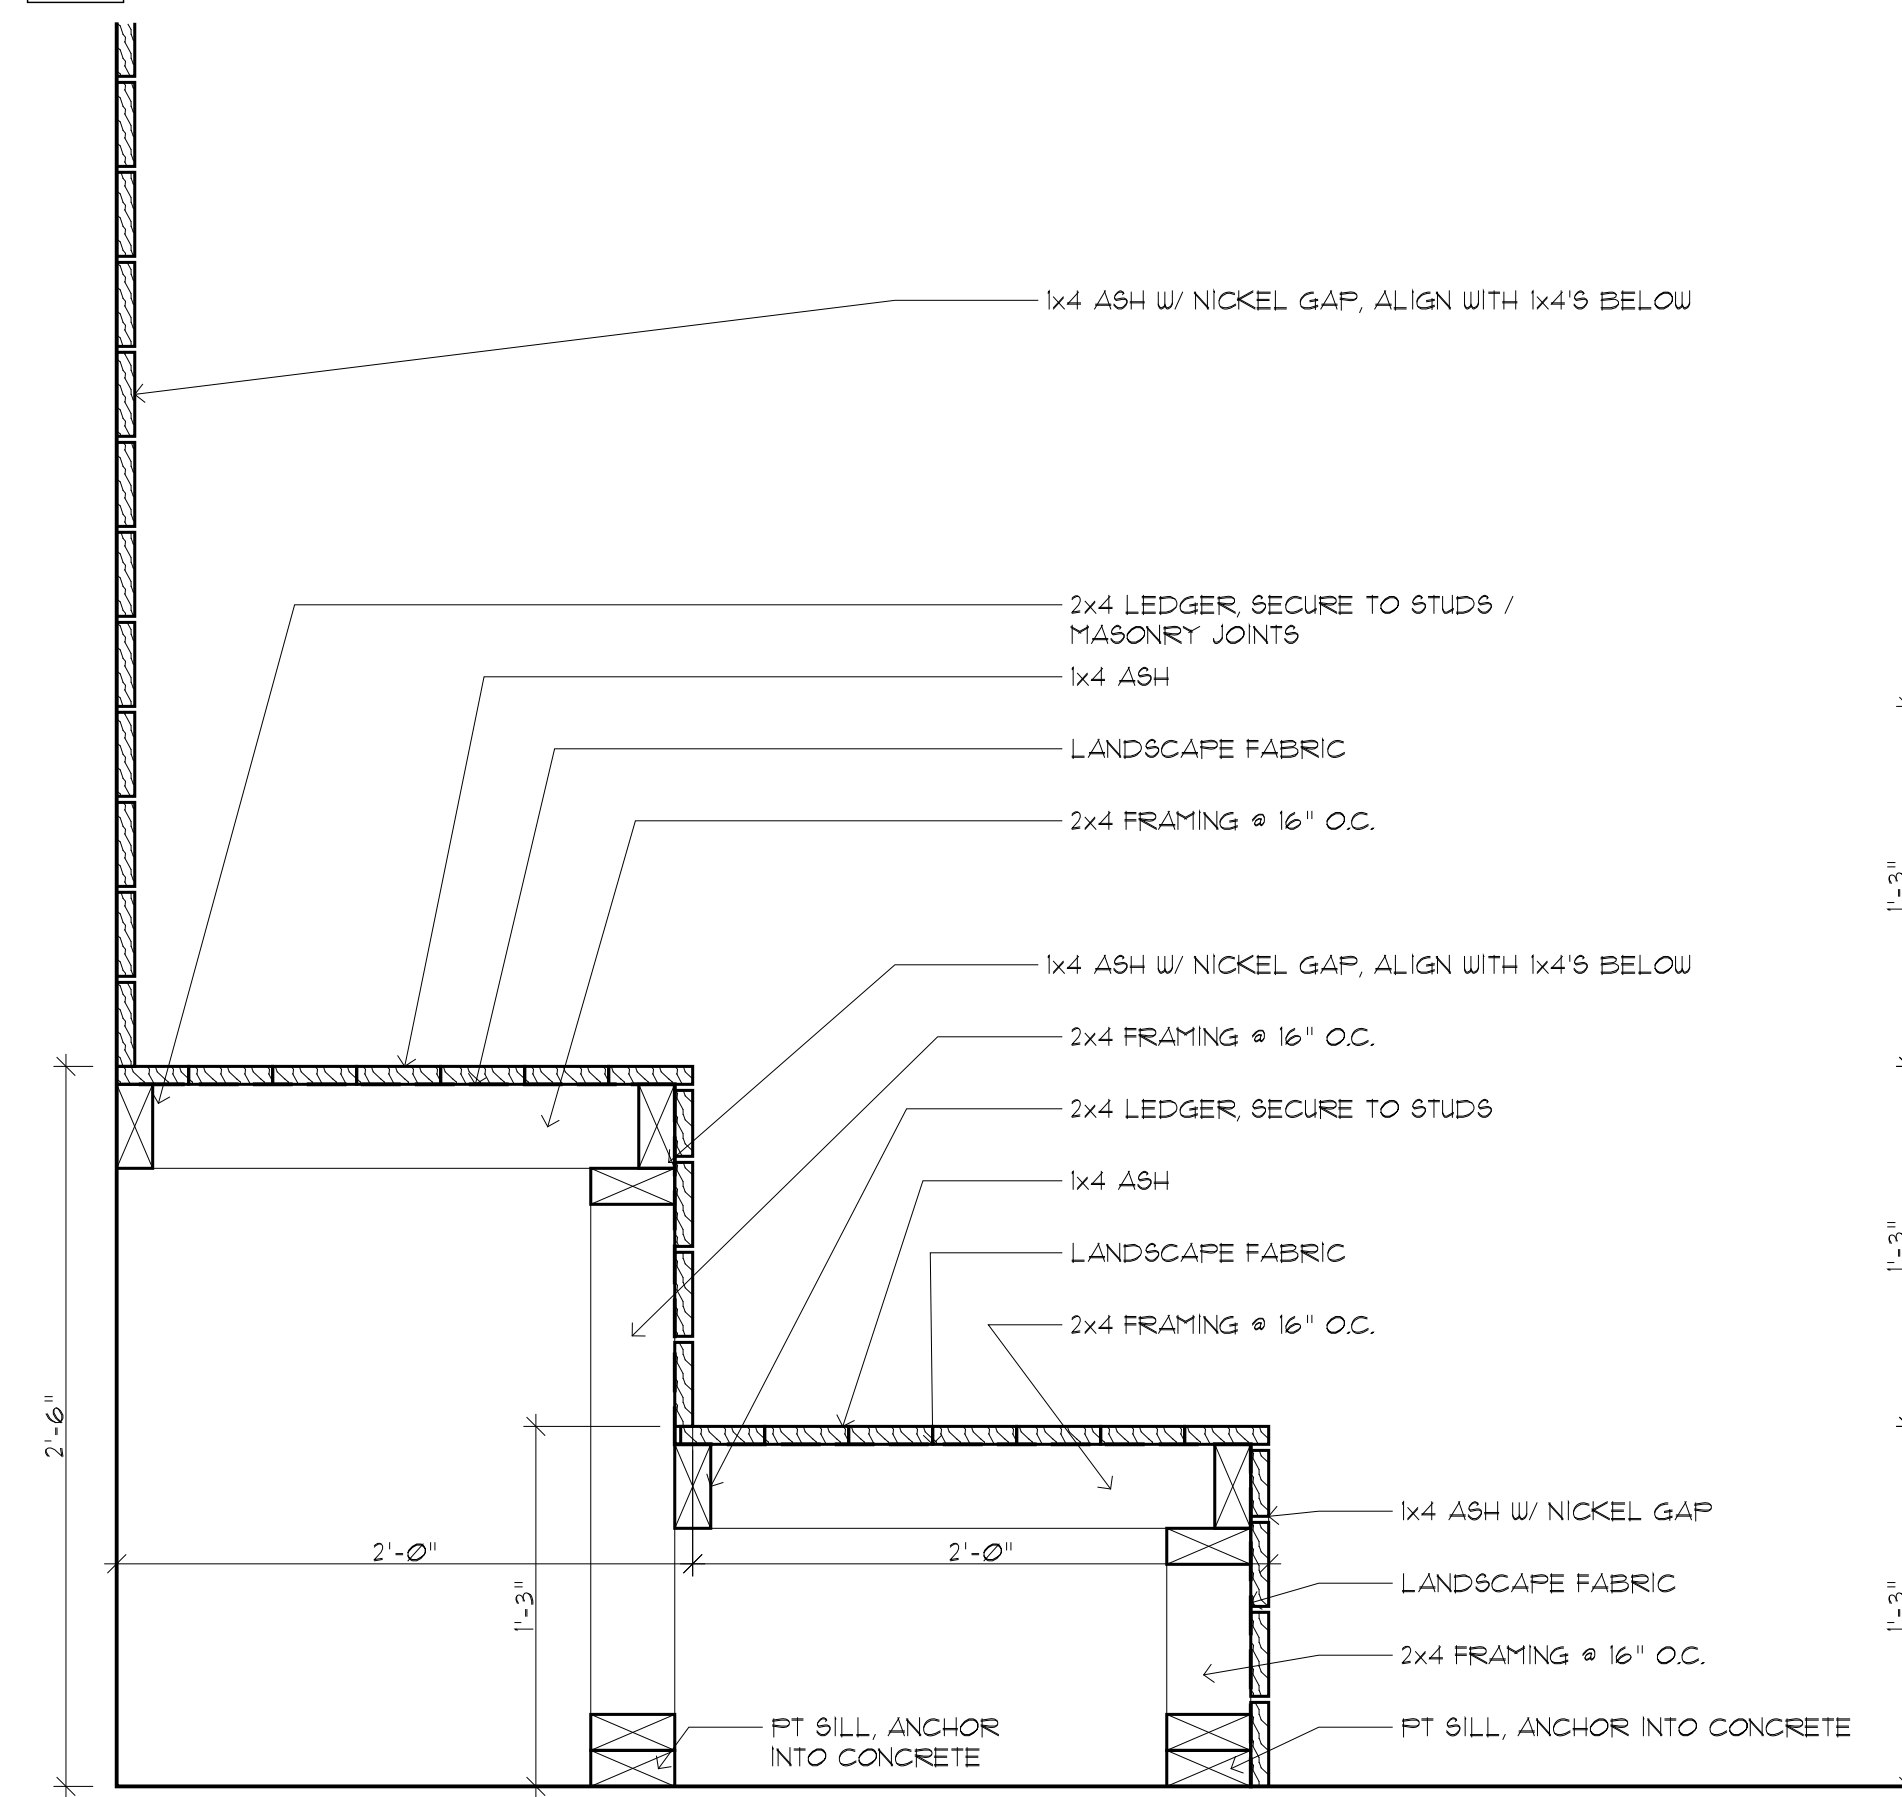 1x4 ASH W/ NICKEL GAP, ALIGN WITH 1x4'S BELOW
2x4 LEDGER, SECURE TO STUDS /
MASONRY JOINTS
1x4 ASH
LANDSCAPE FABRIC
2x4 FRAMING @ 16" O.C.
1'-3"
1x4 ASH W/ NICKEL GAP, ALIGN WITH 1x4'S BELOW
2x4 FRAMING @ 16" O.C.
2x4 LEDGER, SECURE TO STUDS
1x4 ASH
LANDSCAPE FABRIC
1'-3"
2x4 FRAMING @ 16" O.C.
2'-6"
1x4 ASH W/ NICKEL GAP
2'-0"
2'-0"
LANDSCAPE FABRIC
1'-3"
1'-3"
2x4 FRAMING @ 16" O.C.
PT SILL, ANCHOR
INTO CONCRETE
PT SILL, ANCHOR INTO CONCRETE